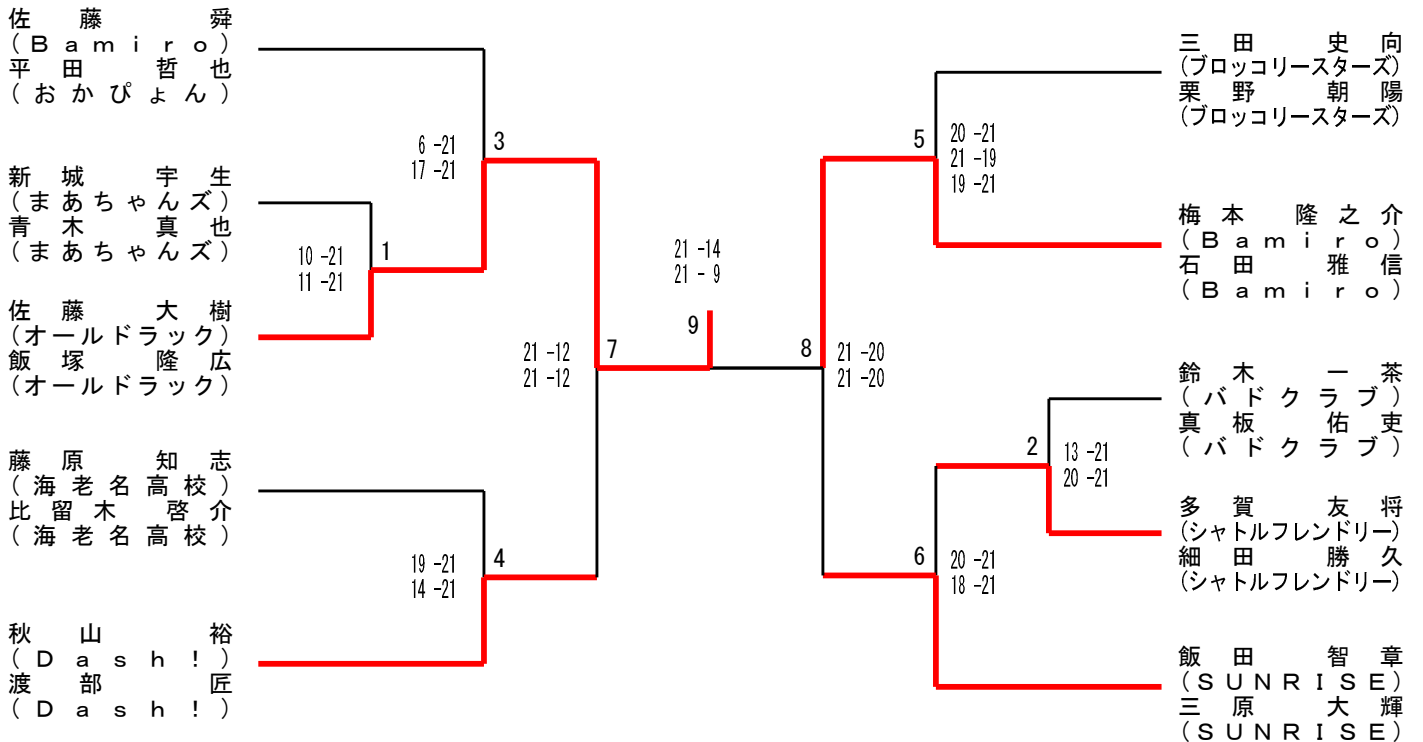 佐藤 舜
(Bamiro)
平田 哲也
(おかぴょん)
新城 宇生
(まあちゃんズ)
青木 真也
(まあちゃんズ)
佐藤 大樹
(オールドラック)
飯塚 隆広
(オールドラック)
藤原 知志
(海老名高校)
比留木 啓介
(海老名高校)
秋山 裕
(Dash!)
渡部 匠
(Dash!)
6 -21
17 -21
3
10 -21
11 -21
1
19 -21
14 -21
4
21 -12
21 -12
7
21 -14
21 - 9
9
8
21 -20
21 -20
5
20 -21
21 -19
19 -21
2
13 -21
20 -21
6
20 -21
18 -21
三田 史向
(ブロッコリースターズ)
栗野 朝陽
(ブロッコリースターズ)
梅本 隆之介
(Bamiro)
石田 雅信
(Bamiro)
鈴木 一茶
(バドクラブ)
真板 佑吏
(バドクラブ)
多賀 友将
(シャトルフレンドリー)
細田 勝久
(シャトルフレンドリー)
飯田 智章
(SUNRISE)
三原 大輝
(SUNRISE)